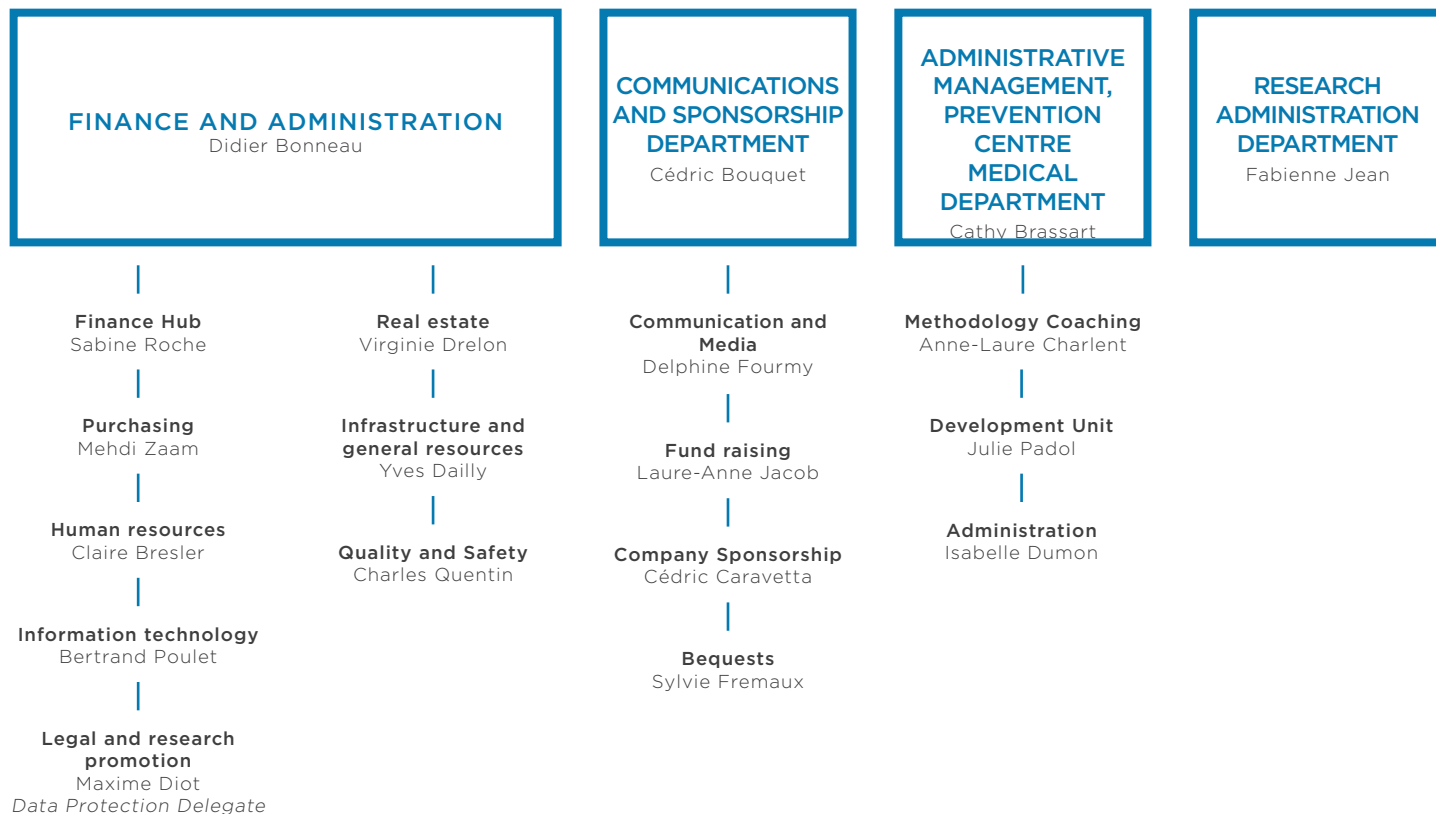 FINANCE AND ADMINISTRATION
Didier Bonneau
COMMUNICATIONS
AND SPONSORSHIP
DEPARTMENT
Cédric Bouquet
ADMINISTRATIVE
MANAGEMENT,
PREVENTION
CENTRE
MEDICAL
DEPARTMENT
Cathy Brassart
RESEARCH
ADMINISTRATION
DEPARTMENT
Fabienne Jean
Finance Hub
Sabine Roche
Purchasing
Mehdi Zaam
Human resources
Claire Bresler
Information technology
Bertrand Poulet
Legal and research
promotion
Maxime Diot
Data Protection Delegate
Real estate
Virginie Drelon
Infrastructure and
general resources
Yves Dailly
Quality and Safety
Charles Quentin
Communication and
Media
Delphine Fourmy
Fund raising
Laure-Anne Jacob
Company Sponsorship
Cédric Caravetta
Bequests
Sylvie Fremaux
Methodology Coaching
Anne-Laure Charlent
Development Unit
Julie Padol
Administration
Isabelle Dumon